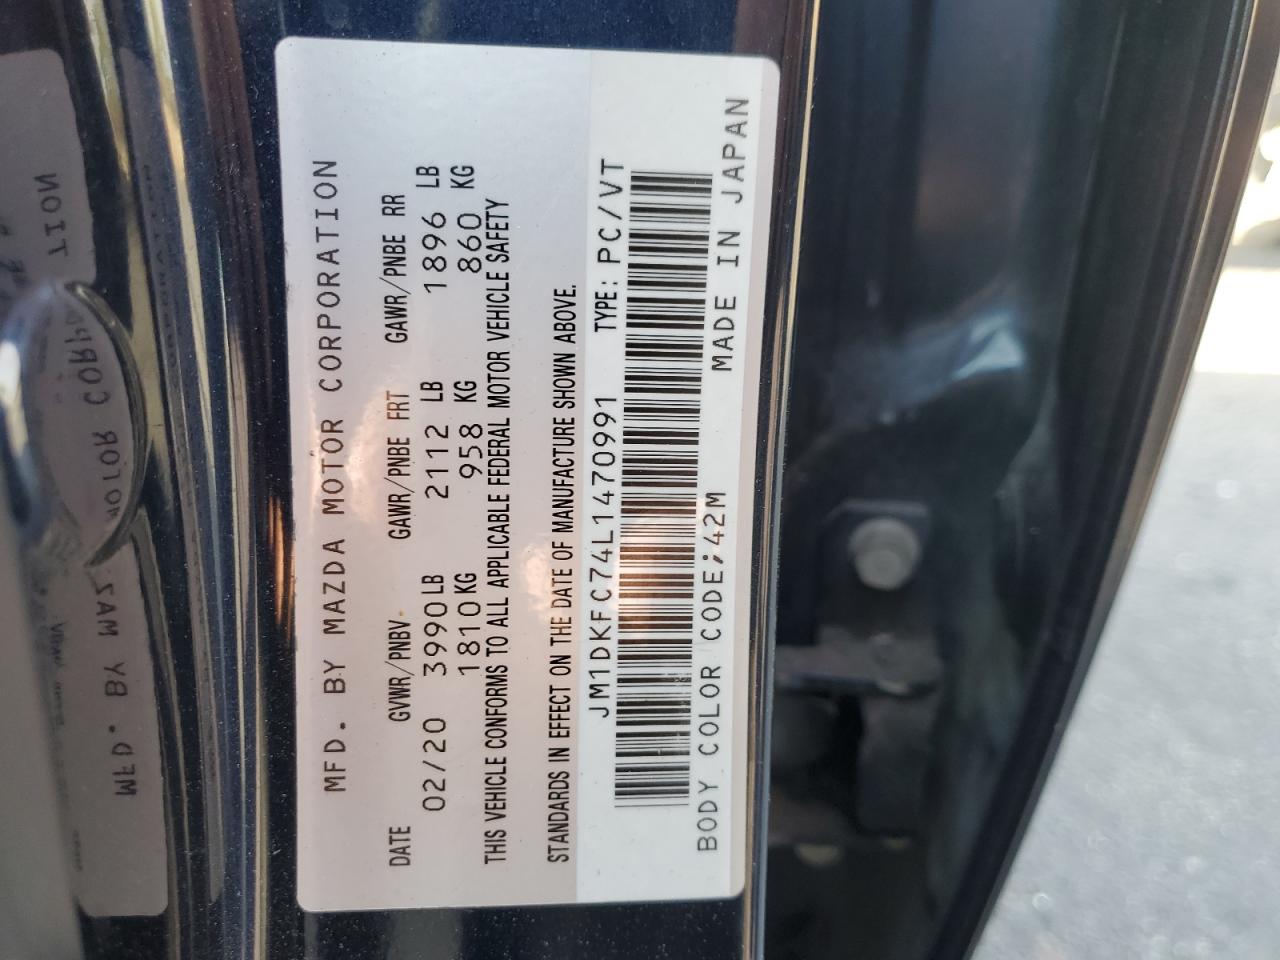 MFD. BY MAZDA MOTOR CORPORATION
DATE GVWR/PNBV. GAWR/PNBE FRT GAWR/PNBE RR
02/20 3990LB 2112 LB 1896 LB
1810KG 958 KG 860 KG
THIS VEHICLE CONFORMS TO ALL APPLICABLE FEDERAL MOTOR VEHICLE SAFETY
STANDARDS IN EFFECT ON THE DATE OF MANUFACTURE SHOWN ABOVE.
JM1DKFC74L1470991 TYPE: PC/VT
BODY COLOR CODE:42M MADE IN JAPAN